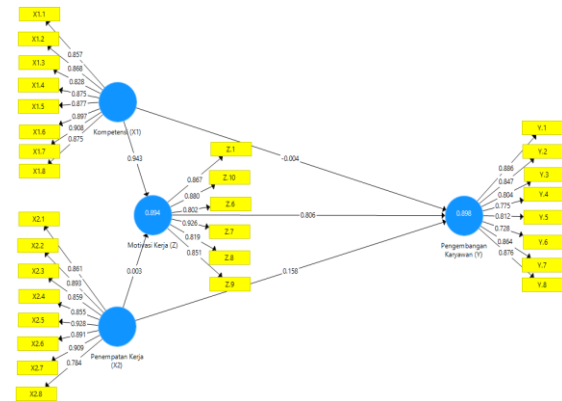 X1.1
X1.2
X1.3
X1.4
X1.5
X1.6
X1.7
X1.8
0.857
0.868
0.828
0.875
0.877
0.897
0.908
0.875
Kompetensi (X1)
0.943
-0.004
Z.1
Z.10
Z.6
Z.7
Z.8
Z.9
0.867
0.880
0.802
0.926
0.819
0.851
0.894
Motivasi Kerja (Z)
0.806
0.003
0.158
X2.1
X2.2
X2.3
X2.4
X2.5
X2.6
X2.7
X2.8
0.861
0.893
0.859
0.855
0.928
0.891
0.909
0.784
Penempatan Kerja
(X2)
Y.1
Y.2
Y.3
Y.4
Y.5
Y.6
Y.7
Y.8
0.886
0.847
0.804
0.775
0.812
0.728
0.864
0.876
0.898
Pengembangan
Karyawan (Y)